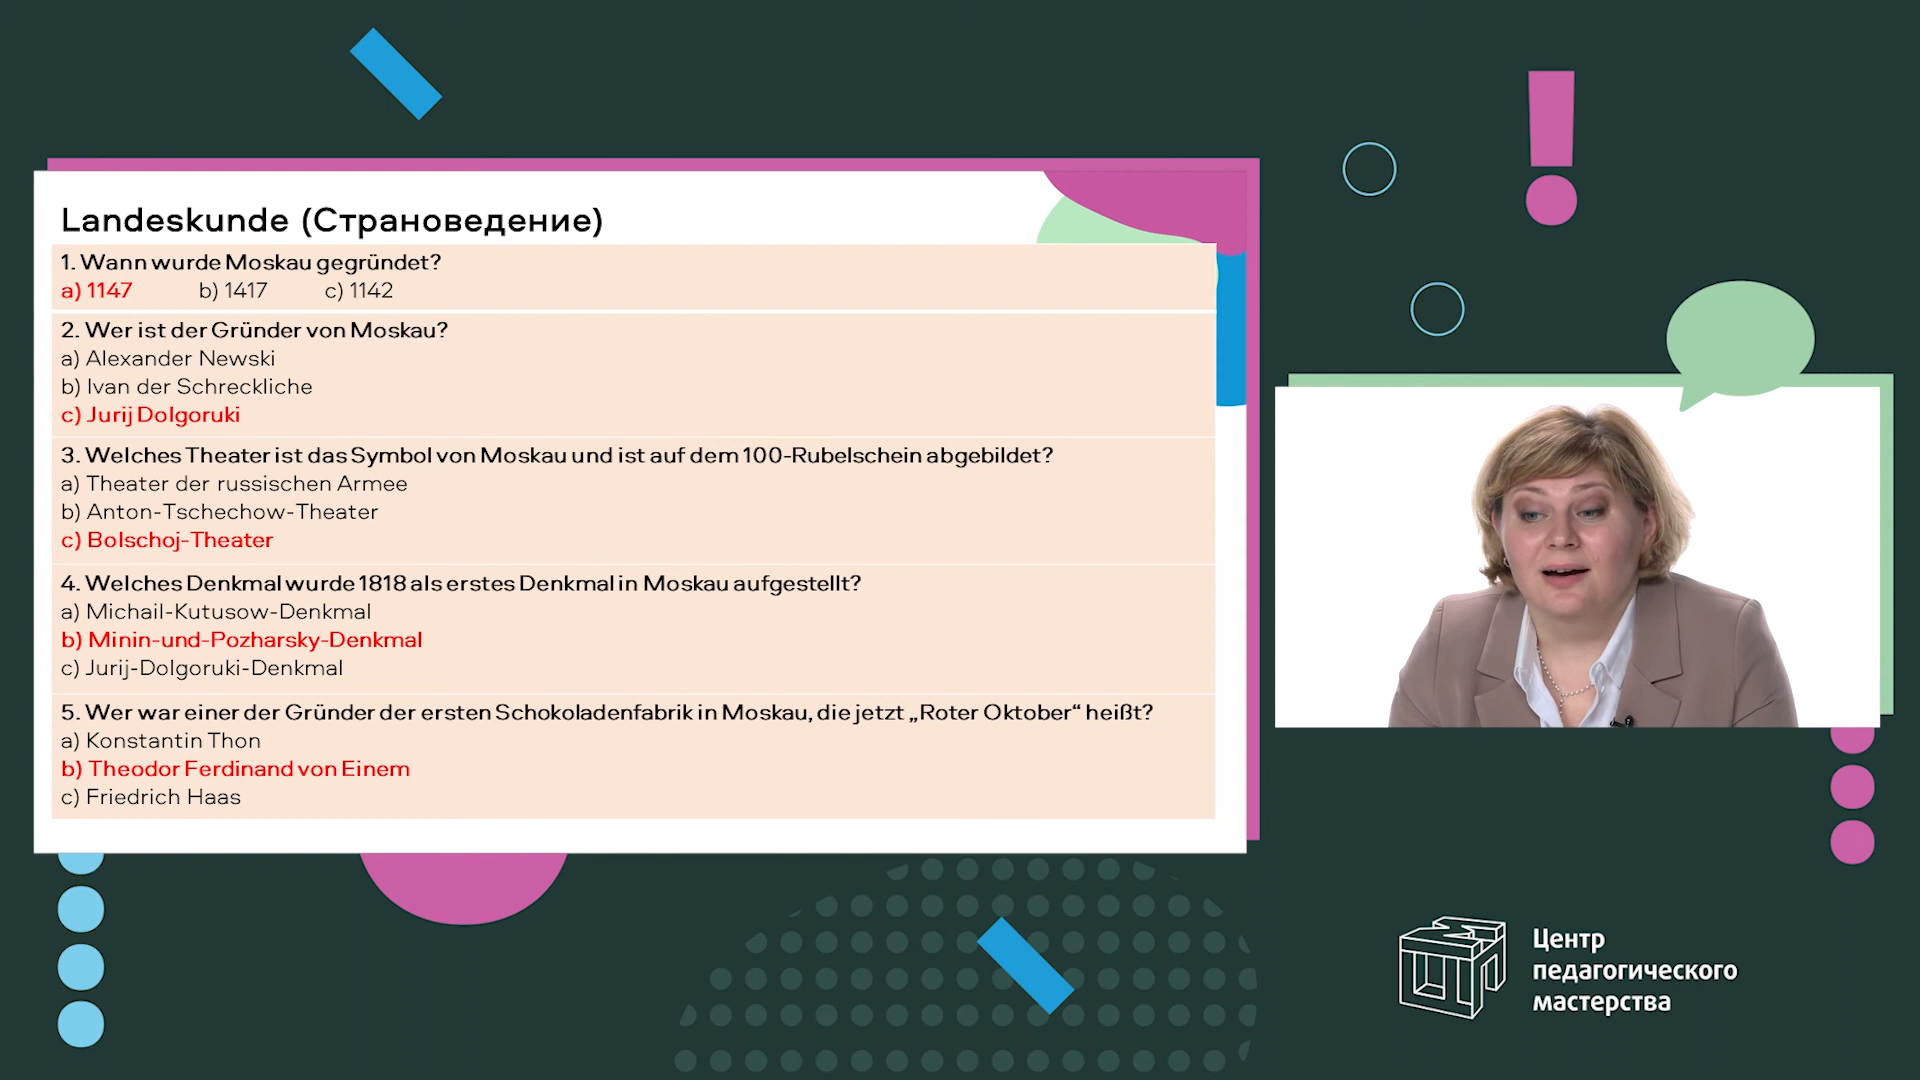 Landeskunde (Страноведение)
1. Wann wurde Moskau gegründet?
a) 1147 b) 1417 c) 1142
2. Wer ist der Gründer von Moskau?
a) Alexander Newski
b) Ivan der Schreckliche
c) Jurij Dolgoruki
3. Welches Theater ist das Symbol von Moskau und ist auf dem 100-Rubelschein abgebildet?
a) Theater der russischen Armee
b) Anton-Tschechow-Theater
c) Bolschoj-Theater
4. Welches Denkmal wurde 1818 als erstes Denkmal in Moskau aufgestellt?
a) Michail-Kutusow-Denkmal
b) Minin-und-Pozharsky-Denkmal
c) Jurij-Dolgoruki-Denkmal
5. Wer war einer der Gründer der ersten Schokoladenfabrik in Moskau, die jetzt „Roter Oktober“ heißt?
a) Konstantin Thon
b) Theodor Ferdinand von Einem
c) Friedrich Haas
Центр
педагогического
мастерства